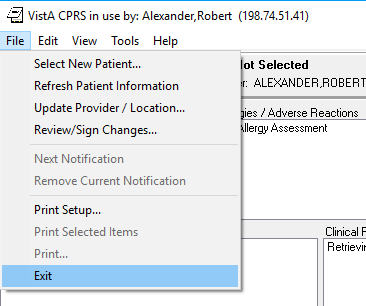 VistA CPRS in use by: Alexander,Robert (198.74.51.41)
File Edit View Tools Help
Select New Patient...
Refresh Patient Information
Update Provider / Location...
Review/Sign Changes...
Next Notification
Remove Current Notification
Print Setup...
Print Selected Items
Print...
Exit
ot Selected
er: ALEXANDER,ROBERT
gies / Adverse Reactions
Allergy Assessment
Clinical R
Retrievin